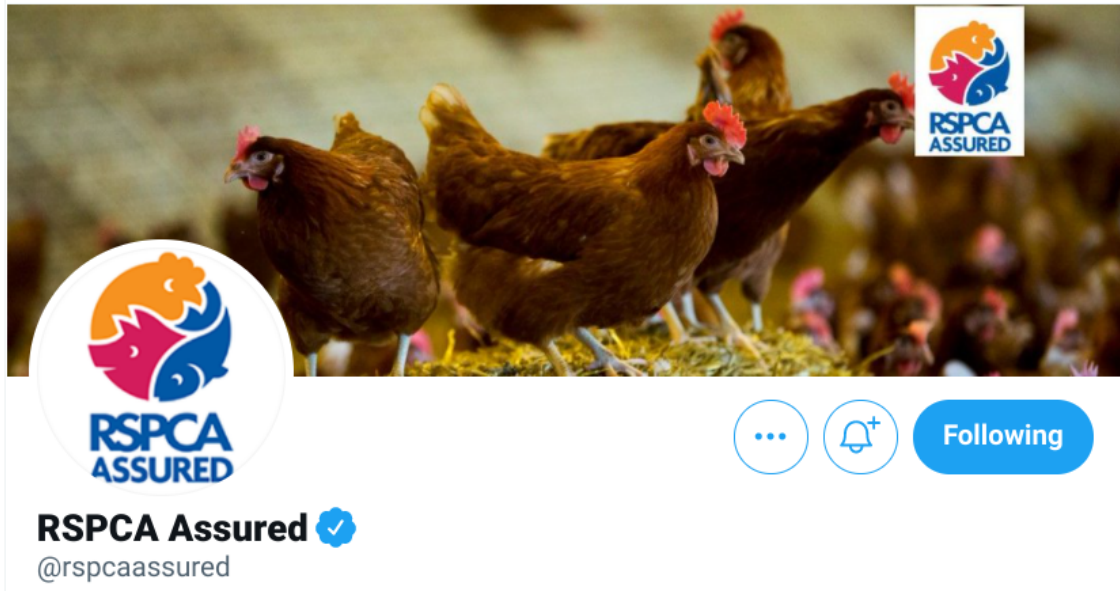 RSPCA
ASSURED
RSPCA
ASSURED
Following
RSPCA Assured
@rspcaassured